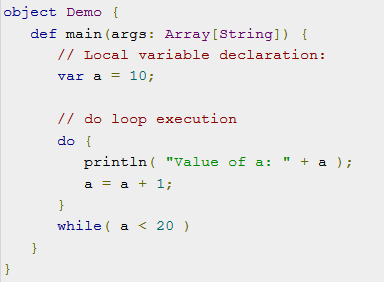 object Demo {
   def main(args: Array[String]) {
      // Local variable declaration:
      var a = 10;

      // do loop execution
      do {
         println( "Value of a: " + a );
         a = a + 1;
      }
      while( a < 20 )
   }
}